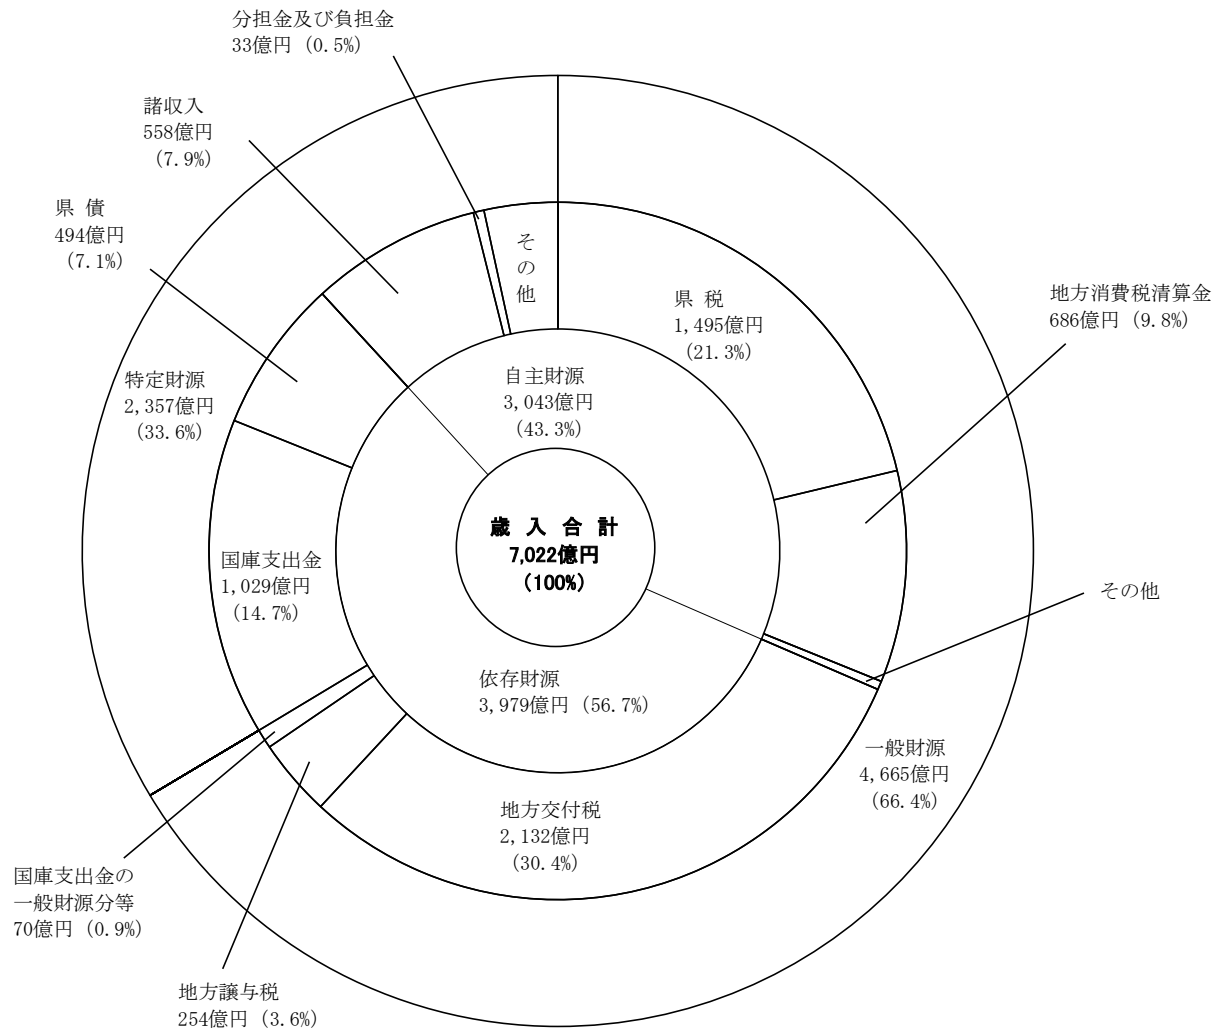 分担金及び負担金
33億円 (0.5%)
諸収入
558億円
(7.9%)
県 債
494億円
(7.1%)
そ
の
他
県 税
1,495億円
(21.3%)
地方消費税清算金
686億円 (9.8%)
特定財源
2,357億円
(33.6%)
自主財源
3,043億円
(43.3%)
歳 入 合 計
7,022億円
(100%)
国庫支出金
1,029億円
(14.7%)
その他
依存財源
3,979億円 (56.7%)
一般財源
4,665億円
(66.4%)
地方交付税
2,132億円
(30.4%)
国庫支出金の
一般財源分等
70億円 (0.9%)
地方譲与税
254億円 (3.6%)